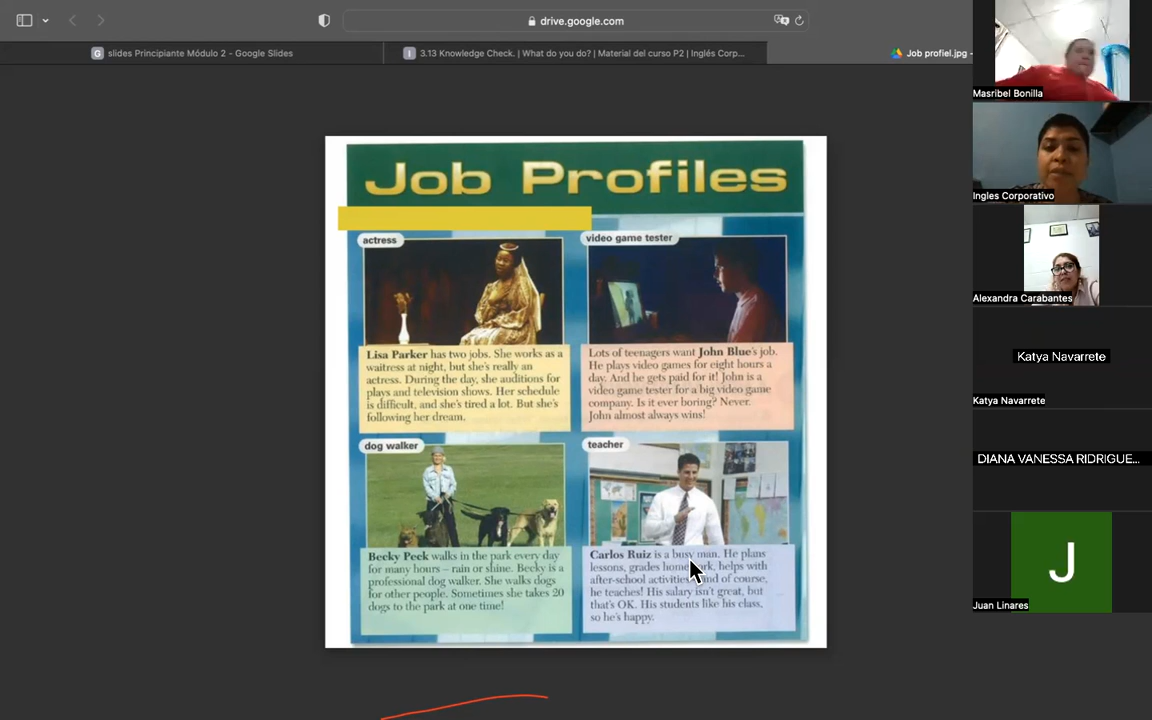 drive.google.com
slides Principiante Módulo 2 - Google Slides
3.13 Knowledge Check. | What do you do? | Material del curso P2 | Inglés Corp...
Job profiel.jpg -
Job Profiles
actress
Lisa Parker has two jobs. She works as a
waitress at night, but she's really an
actress. During the day, she auditions for
plays and television shows. Her schedule
is difficult, and she's tired a lot. But she's
following her dream.
video game tester
Lots of teenagers want John Blue's job.
He plays video games for eight hours a
day. And he gets paid for it! John is a
video game tester for a big video game
company. Is it ever boring? Never.
John almost always wins!
dog walker
Becky Peck walks in the park every day
for many hours – rain or shine. Becky is a
professional dog walker. She walks dogs
for other people. Sometimes she takes 20
dogs to the park at one time!
teacher
Carlos Ruiz is a busy man. He plans
lessons, grades homework, helps with
after-school activities, and of course,
he teaches! His salary isn't great, but
that's OK. His students like his class,
so he's happy.
Masribel Bonilla
Ingles Corporativo
Alexandra Carabantes
Katya Navarrete
Katya Navarrete
DIANA VANESSA RIDRIGUE...
J
Juan Linares